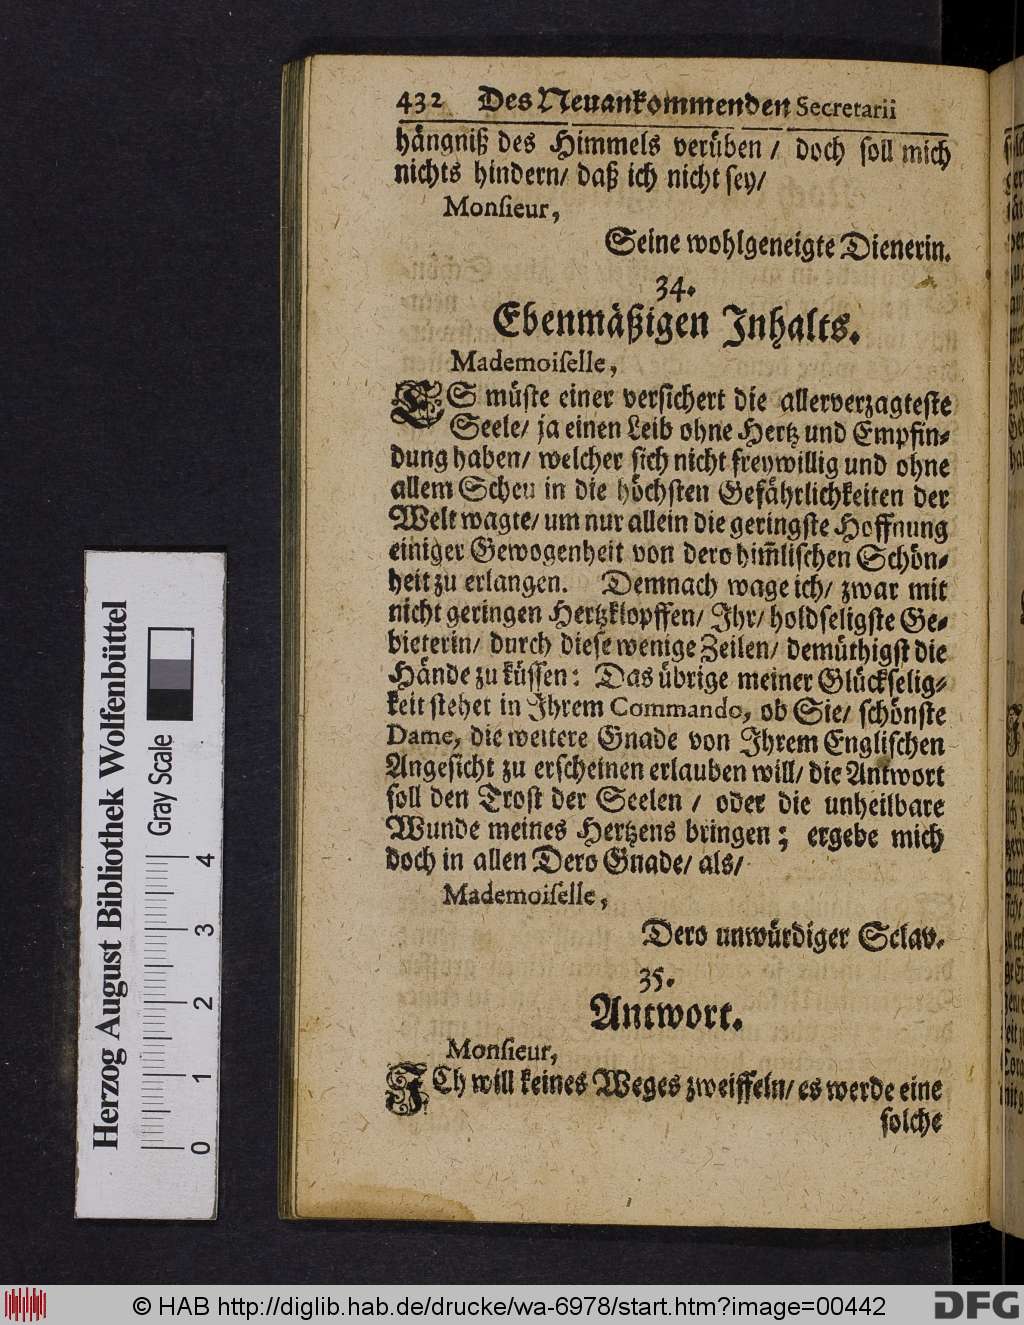 432 Des Neuankommenden Secretarii
hängniß des Himmels verüben / doch soll mich
nichts hindern/ daß ich nicht sey/
Monſieur,
Seine wohlgeneigte Dienerin.
34.
Ebenmäßigen Inhalts.
Mademoiſelle,
ES müste einer versichert die allerverzagteste
Seele/ ja einen Leib ohne Hertz und Empfin-
dung haben/ welcher sich nicht freywillig und ohne
allem Scheu in die höchsten Gefährlichkeiten der
Welt wagte/ um nur allein die geringste Hoffnung
einiger Gewogenheit von dero him̃lischen Schön-
heit zu erlangen. Demnach wage ich/ zwar mit
nicht geringen Hertzklopffen/ Ihr/ holdseligste Ge-
bieterin/ durch diese wenige Zeilen/ demüthigst die
Hände zu küssen: Das übrige meiner Glückselig-
keit stehet in Ihrem Commando, ob Sie/ schönste
Dame, die weitere Gnade von Ihrem Englischen
Angesicht zu erscheinen erlauben will/ die Antwort
soll den Trost der Seelen / oder die unheilbare
Wunde meines Hertzens bringen; ergebe mich
doch in allen Dero Gnade/ als/
Mademoiſelle,
Dero unwürdiger Sclav.
35.
Antwort.
Monſieur,
ICh will keines Weges zweiffeln/ es werde eine
solche
Herzog August Bibliothek Wolfenbüttel
Gray Scale
0 1 2 3 4
© HAB http://diglib.hab.de/drucke/wa-6978/start.htm?image=00442
DFG